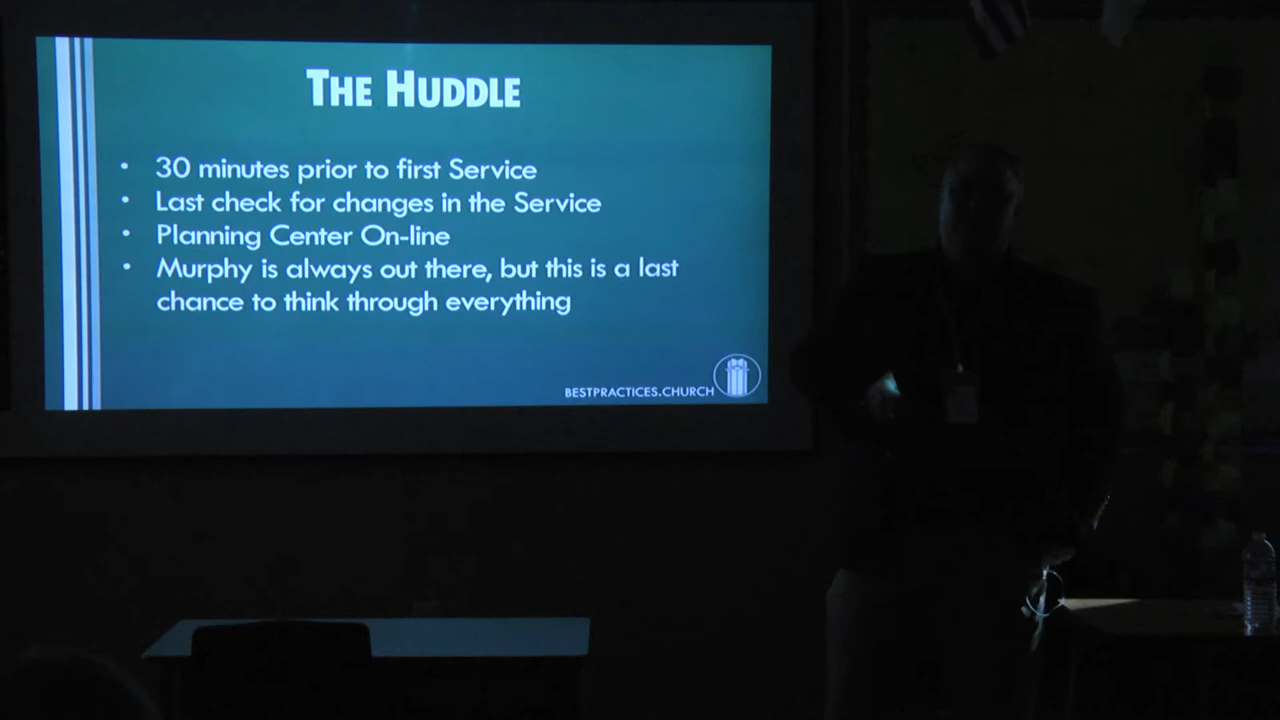 THE HUDDLE
• 30 minutes prior to first Service
• Last check for changes in the Service
• Planning Center On-line
• Murphy is always out there, but this is a last
chance to think through everything
BESTPRACTICES.CHURCH